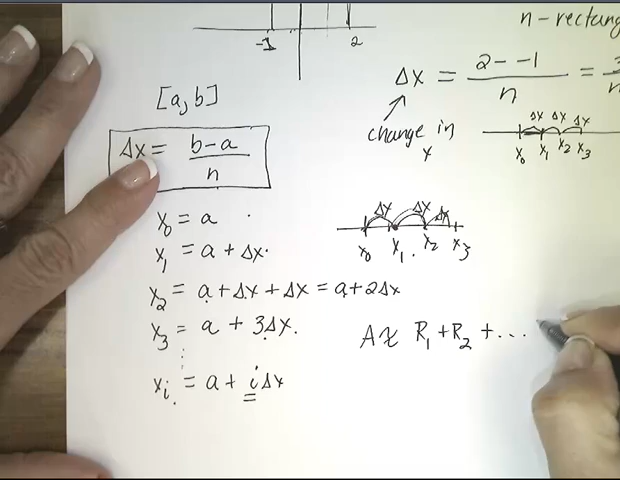 n-rectang
-1 2
Δx = 2--1/n = 3/n
change in x
[a,b]
Δx = b-a/n
Δx Δx Δx
x₀ x₁ x₂ x₃
x₀ = a
x₁ = a + Δx
Δx Δx Δx
x₀ x₁ x₂ x₃
x₂ = a + Δx + Δx = a + 2Δx
x₃ = a + 3Δx
A ≈ R₁ + R₂ + ...
xᵢ = a + iΔx